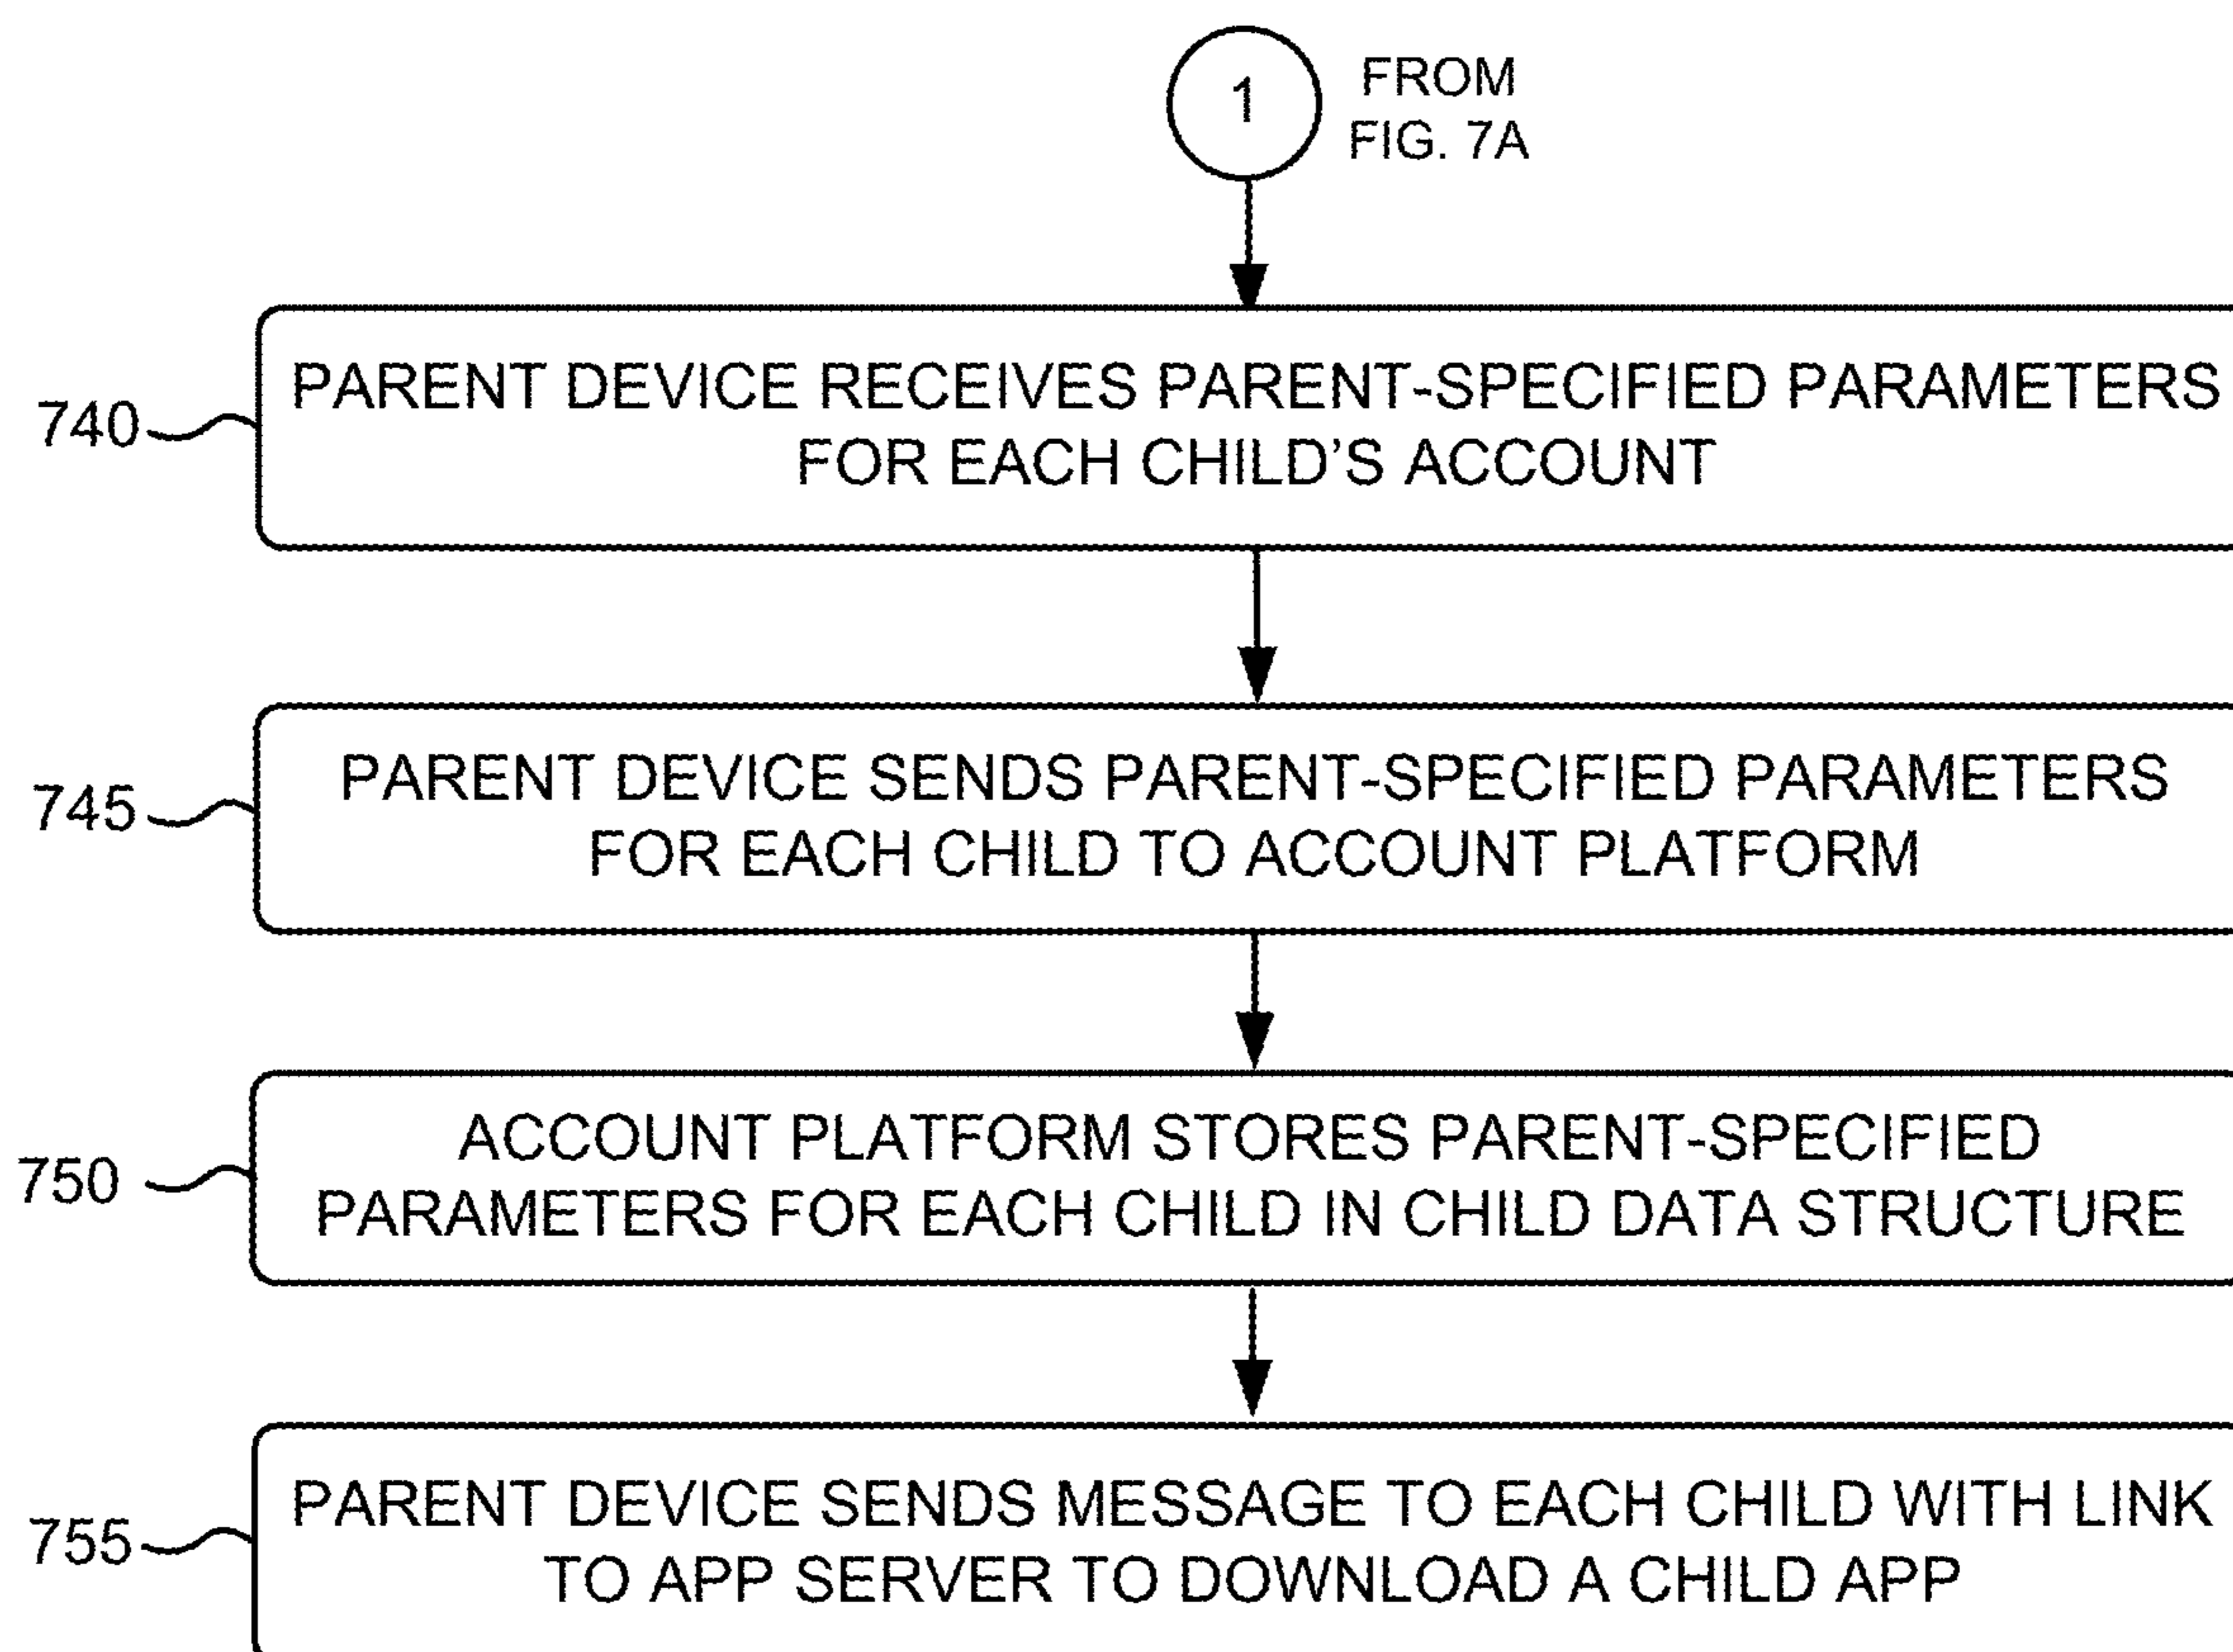 1
FROM
FIG. 7A
740
PARENT DEVICE RECEIVES PARENT-SPECIFIED PARAMETERS
FOR EACH CHILD'S ACCOUNT
745
PARENT DEVICE SENDS PARENT-SPECIFIED PARAMETERS
FOR EACH CHILD TO ACCOUNT PLATFORM
750
ACCOUNT PLATFORM STORES PARENT-SPECIFIED
PARAMETERS FOR EACH CHILD IN CHILD DATA STRUCTURE
755
PARENT DEVICE SENDS MESSAGE TO EACH CHILD WITH LINK
TO APP SERVER TO DOWNLOAD A CHILD APP